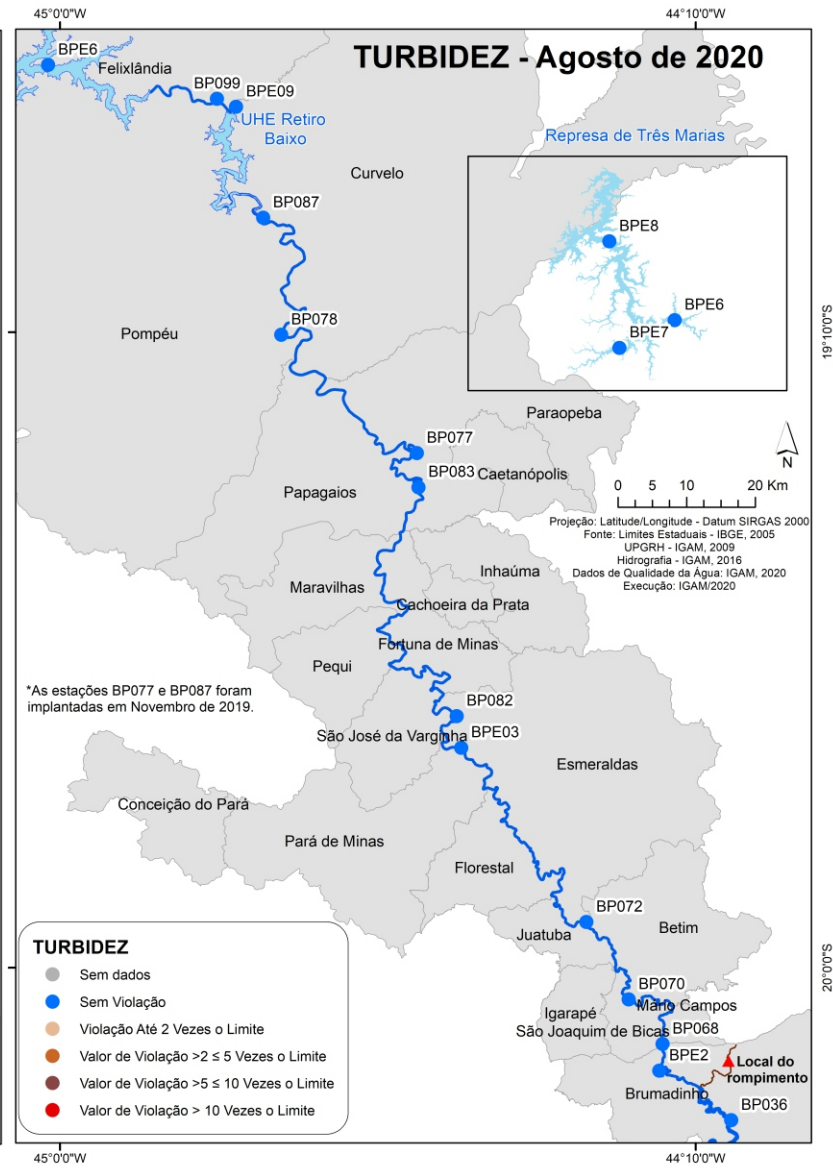 45°0'0"W
44°10'0"W
TURBIDEZ - Agosto de 2020
BPE6
Felixlândia
BP099
BPE09
UHE Retiro
Baixo
Represa de Três Marias
Curvelo
BP087
BPE8
BPE6
BPE7
BP078
Pompéu
19°10'0"S
Paraopeba
BP077
Caetanópolis
BP083
Papagaios
N
0 5 10 20 Km
Projeção: Latitude/Longitude - Datum SIRGAS 2000
Fonte: Limites Estaduais - IBGE, 2005
UPGRH - IGAM, 2009
Hidrografia - IGAM, 2016
Dados de Qualidade da Água: IGAM, 2020
Execução: IGAM/2020
Inhaúma
Maravilhas
Cachoeira da Prata
Fortuna de Minas
Pequi
*As estações BP077 e BP087 foram
implantadas em Novembro de 2019.
BP082
São José da Varginha
BPE03
Esmeraldas
Conceição do Pará
Pará de Minas
Florestal
BP072
Juatuba
Betim
20°0'0"S
BP070
Mário Campos
Igarapé
São Joaquim de Bicas
BP068
BPE2
Local do
rompimento
Brumadinho
BP036
TURBIDEZ
Sem dados
Sem Violação
Violação Até 2 Vezes o Limite
Valor de Violação >2 ≤ 5 Vezes o Limite
Valor de Violação >5 ≤ 10 Vezes o Limite
Valor de Violação > 10 Vezes o Limite
45°0'0"W
44°10'0"W